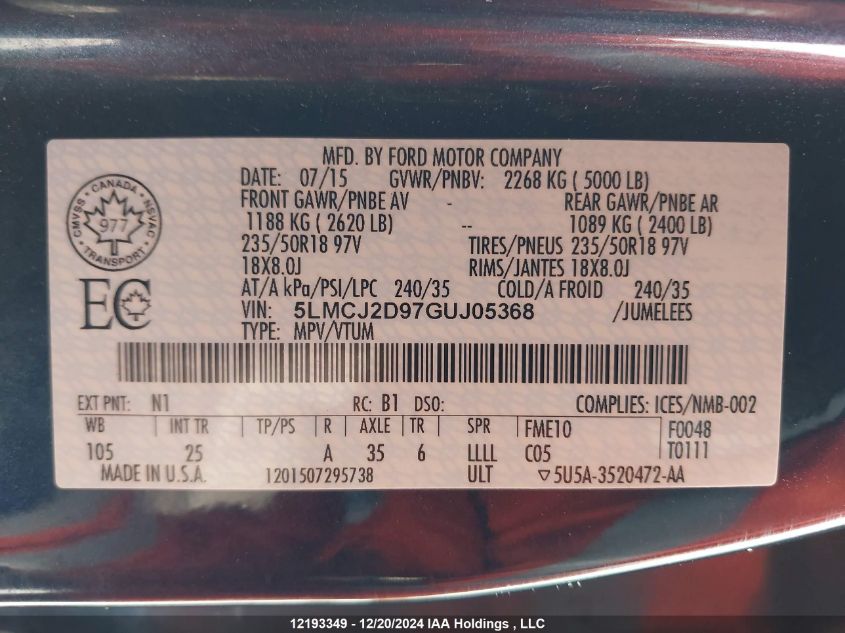 MFD. BY FORD MOTOR COMPANY
DATE: 07/15 GVWR/PNBV: 2268 KG ( 5000 LB)
FRONT GAWR/PNBE AV - REAR GAWR/PNBE AR
1188 KG ( 2620 LB) -- 1089 KG ( 2400 LB)
235/50R18 97V TIRES/PNEUS 235/50R18 97V
18X8.0J RIMS/JANTES 18X8.0J
AT/A kPa/PSI/LPC 240/35 COLD/A FROID 240/35
VIN: 5LMCJ2D97GUJ05368 /JUMELEES
TYPE: MPV/VTUM
CANADA
CMVSS NSVAC
977
TRANSPORT
EC
EXT PNT: N1 RC: B1 DSO: COMPLIES: ICES/NMB-002
WB INT TR TP/PS R AXLE TR SPR FME10 F0048
105 25 A 35 6 LLLL C05 T0111
MADE IN U.S.A. 1201507295738 ULT ▽5U5A-3520472-AA
12193349 - 12/20/2024 IAA Holdings , LLC